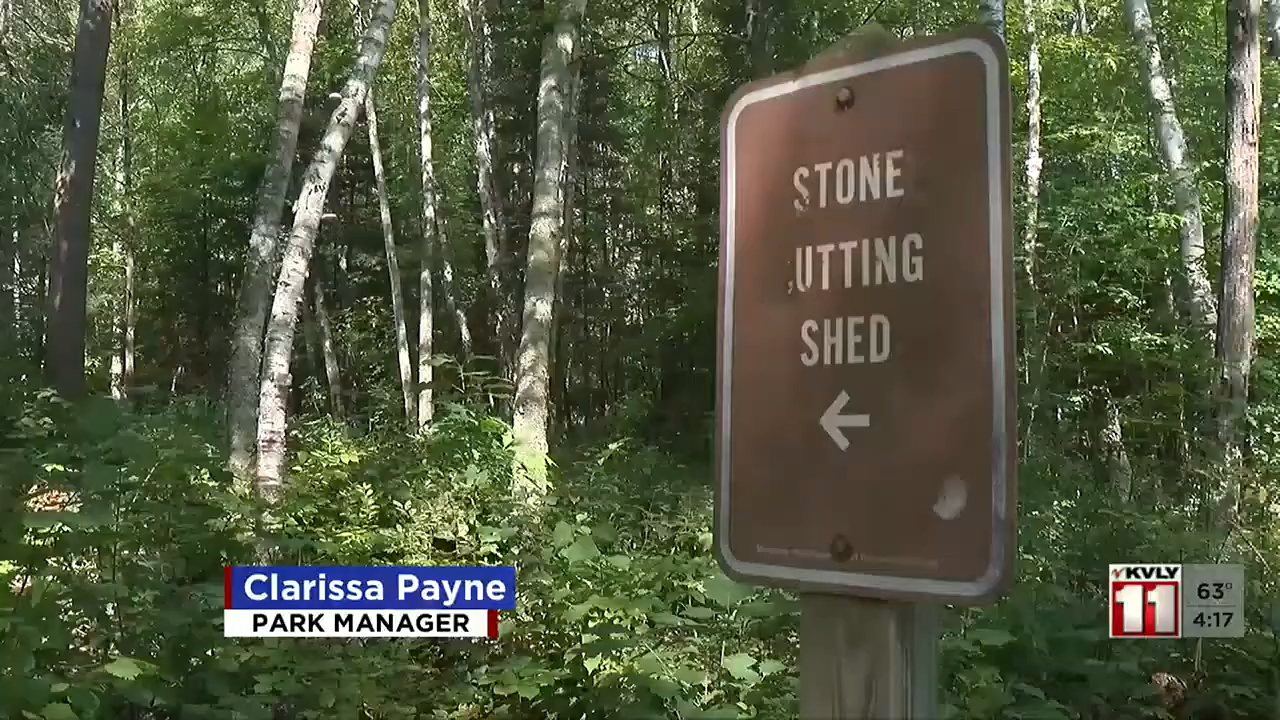 STONE
UTTING
SHED
←
Clarissa Payne
PARK MANAGER
KVLY
11
63°
4:17